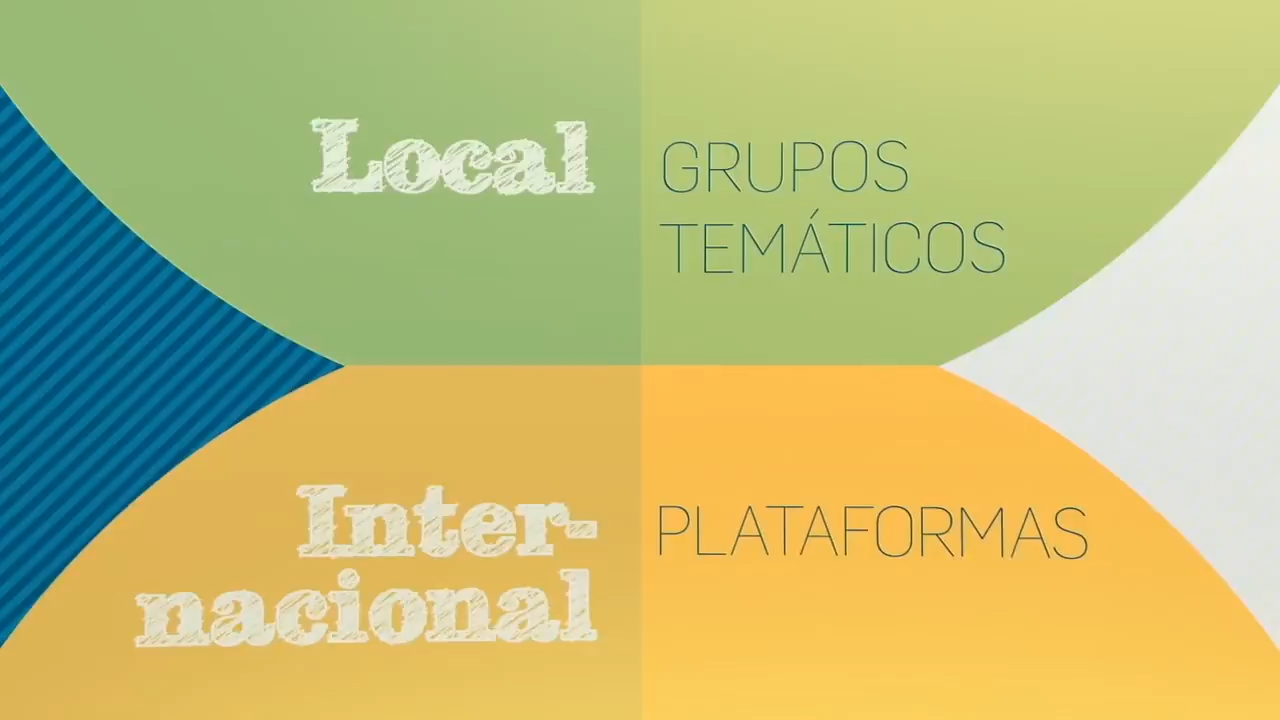 Local
GRUPOS
TEMÁTICOS
Inter-
nacional
PLATAFORMAS